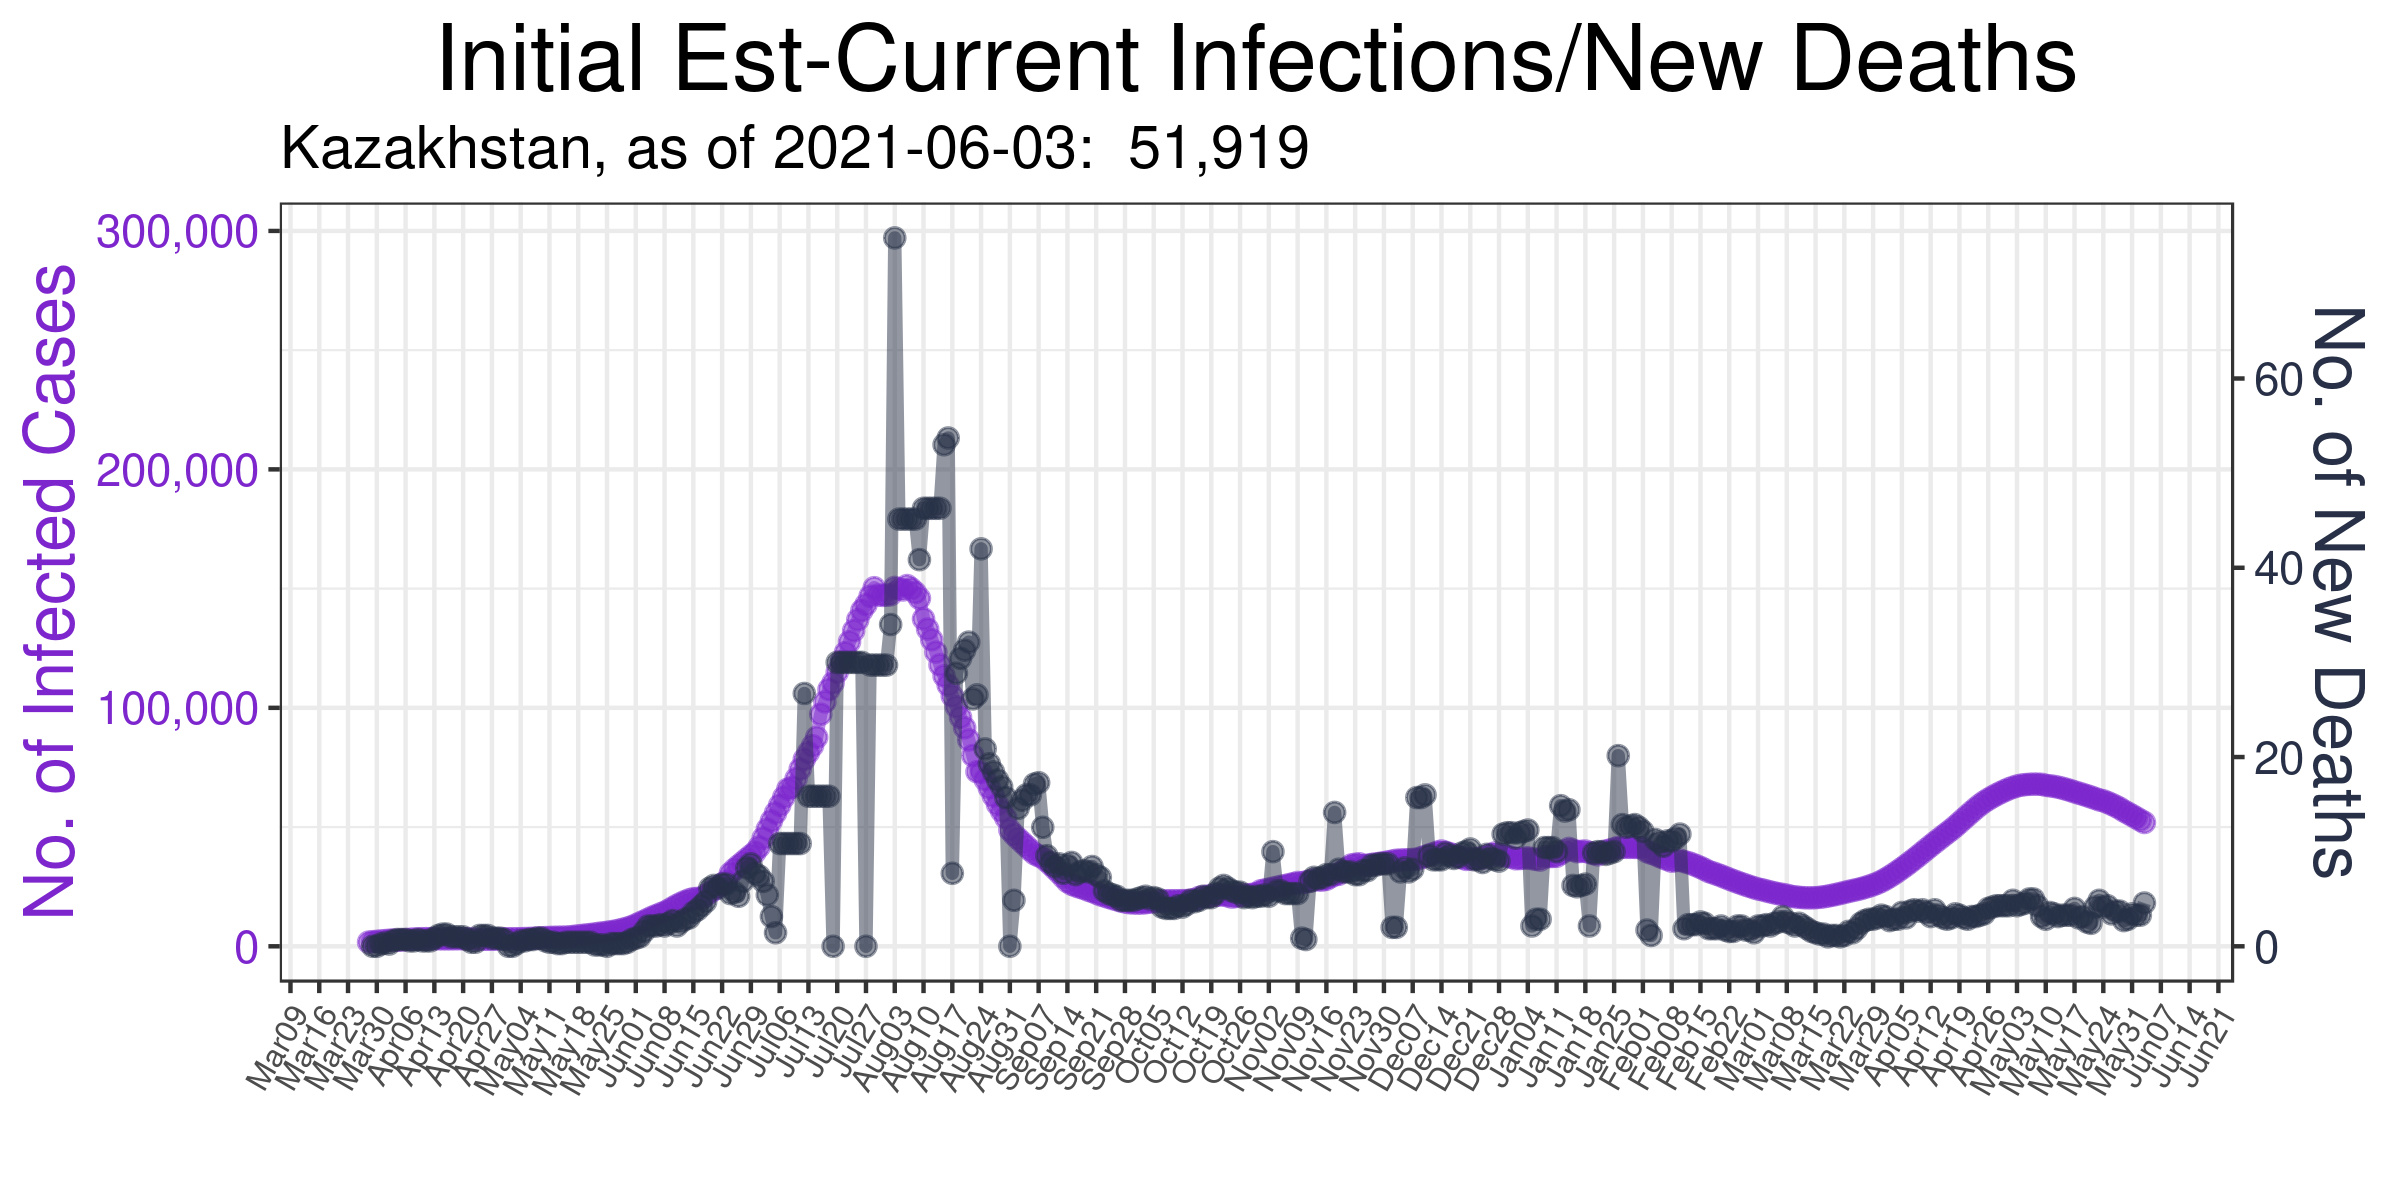 Initial Est-Current Infections/New Deaths
Kazakhstan, as of 2021-06-03:  51,919
No. of Infected Cases
300,000
200,000
100,000
0
60
40
20
0
No. of New Deaths
Mar09
Mar16
Mar23
Mar30
Apr06
Apr13
Apr20
Apr27
May04
May11
May18
May25
Jun01
Jun08
Jun15
Jun22
Jun29
Jul06
Jul13
Jul20
Jul27
Aug03
Aug10
Aug17
Aug24
Aug31
Sep07
Sep14
Sep21
Sep28
Oct05
Oct12
Oct19
Oct26
Nov02
Nov09
Nov16
Nov23
Nov30
Dec07
Dec14
Dec21
Dec28
Jan04
Jan11
Jan18
Jan25
Feb01
Feb08
Feb15
Feb22
Mar01
Mar08
Mar15
Mar22
Mar29
Apr05
Apr12
Apr19
Apr26
May03
May10
May17
May24
May31
Jun07
Jun14
Jun21